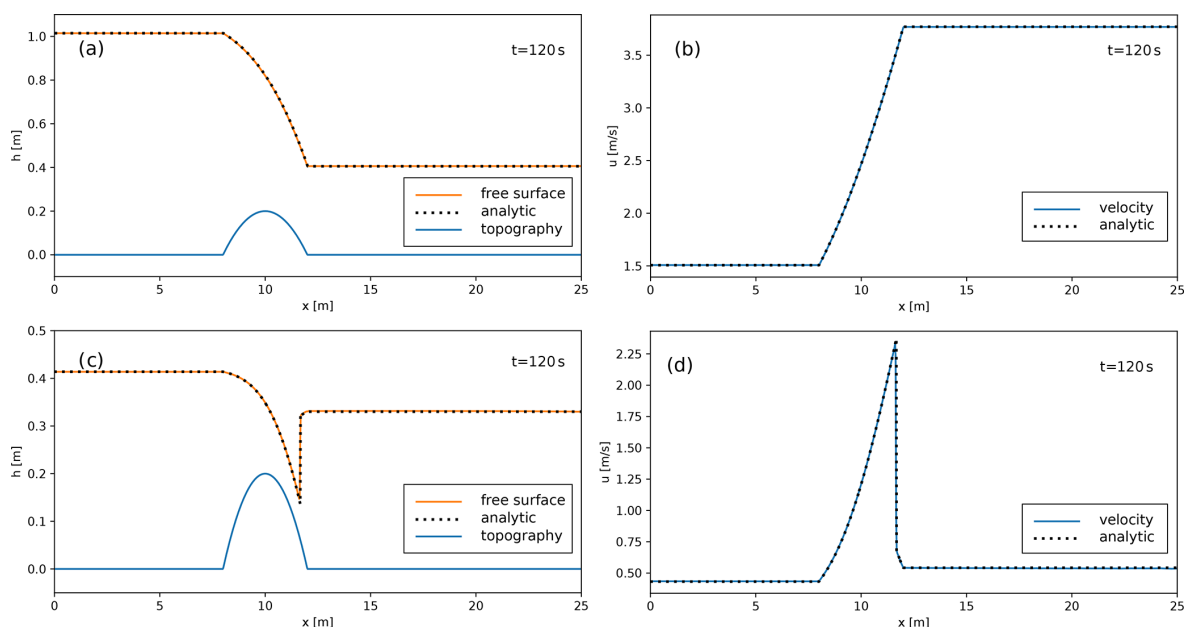 (a)
t=120s
h [m]
1.0
0.8
0.6
0.4
0.2
0.0
free surface
analytic
topography
0 5 10 15 20 25
x [m]
(b)
t=120s
u [m/s]
3.5
3.0
2.5
2.0
1.5
velocity
analytic
0 5 10 15 20 25
x [m]
(c)
t=120s
h [m]
0.5
0.4
0.3
0.2
0.1
0.0
free surface
analytic
topography
0 5 10 15 20 25
x [m]
(d)
t=120s
u [m/s]
2.25
2.00
1.75
1.50
1.25
1.00
0.75
0.50
velocity
analytic
0 5 10 15 20 25
x [m]